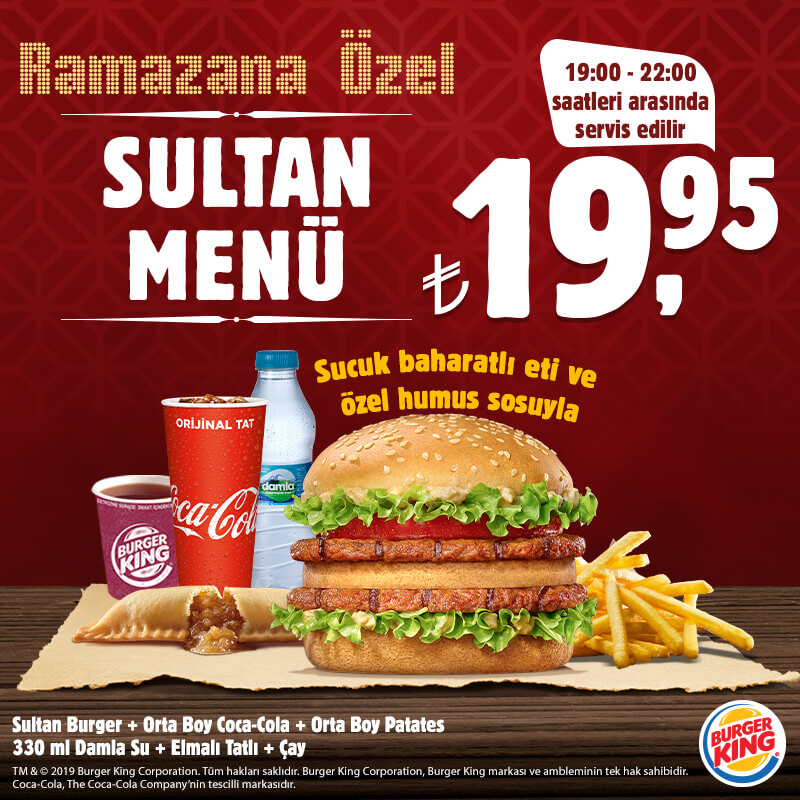 Ramazana Özel
SULTAN
MENÜ
19:00 - 22:00
saatleri arasında
servis edilir
₺19,95
Sucuk baharatlı eti ve
özel humus sosuyla
ORİJİNAL TAT
Coca-Cola
damla
BURGER
KING
Sultan Burger + Orta Boy Coca-Cola + Orta Boy Patates
330 ml Damla Su + Elmalı Tatlı + Çay
BURGER
KING
TM & © 2019 Burger King Corporation. Tüm hakları saklıdır. Burger King Corporation, Burger King markası ve ambleminin tek hak sahibidir.
Coca-Cola, The Coca-Cola Company'nin tescilli markasıdır.